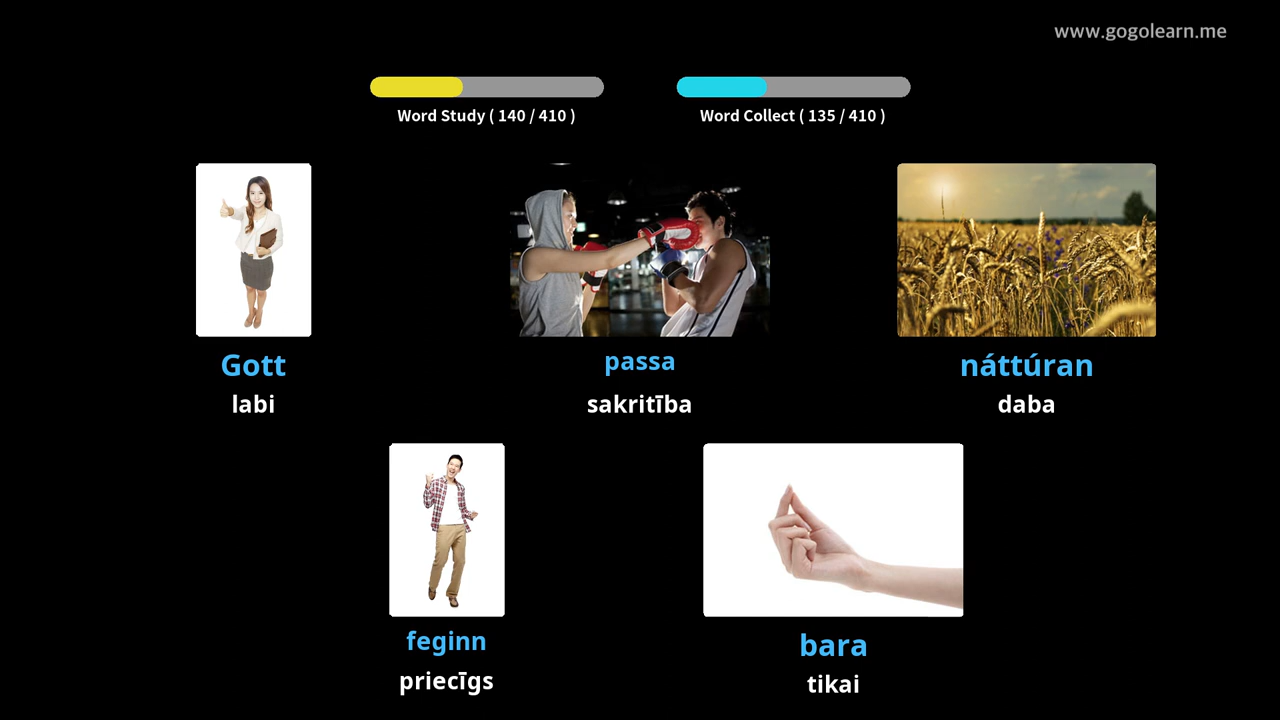 www.gogolearn.me
Word Study ( 140 / 410 )
Word Collect ( 135 / 410 )
Gott
labi
passa
sakritība
náttúran
daba
feginn
priecīgs
bara
tikai